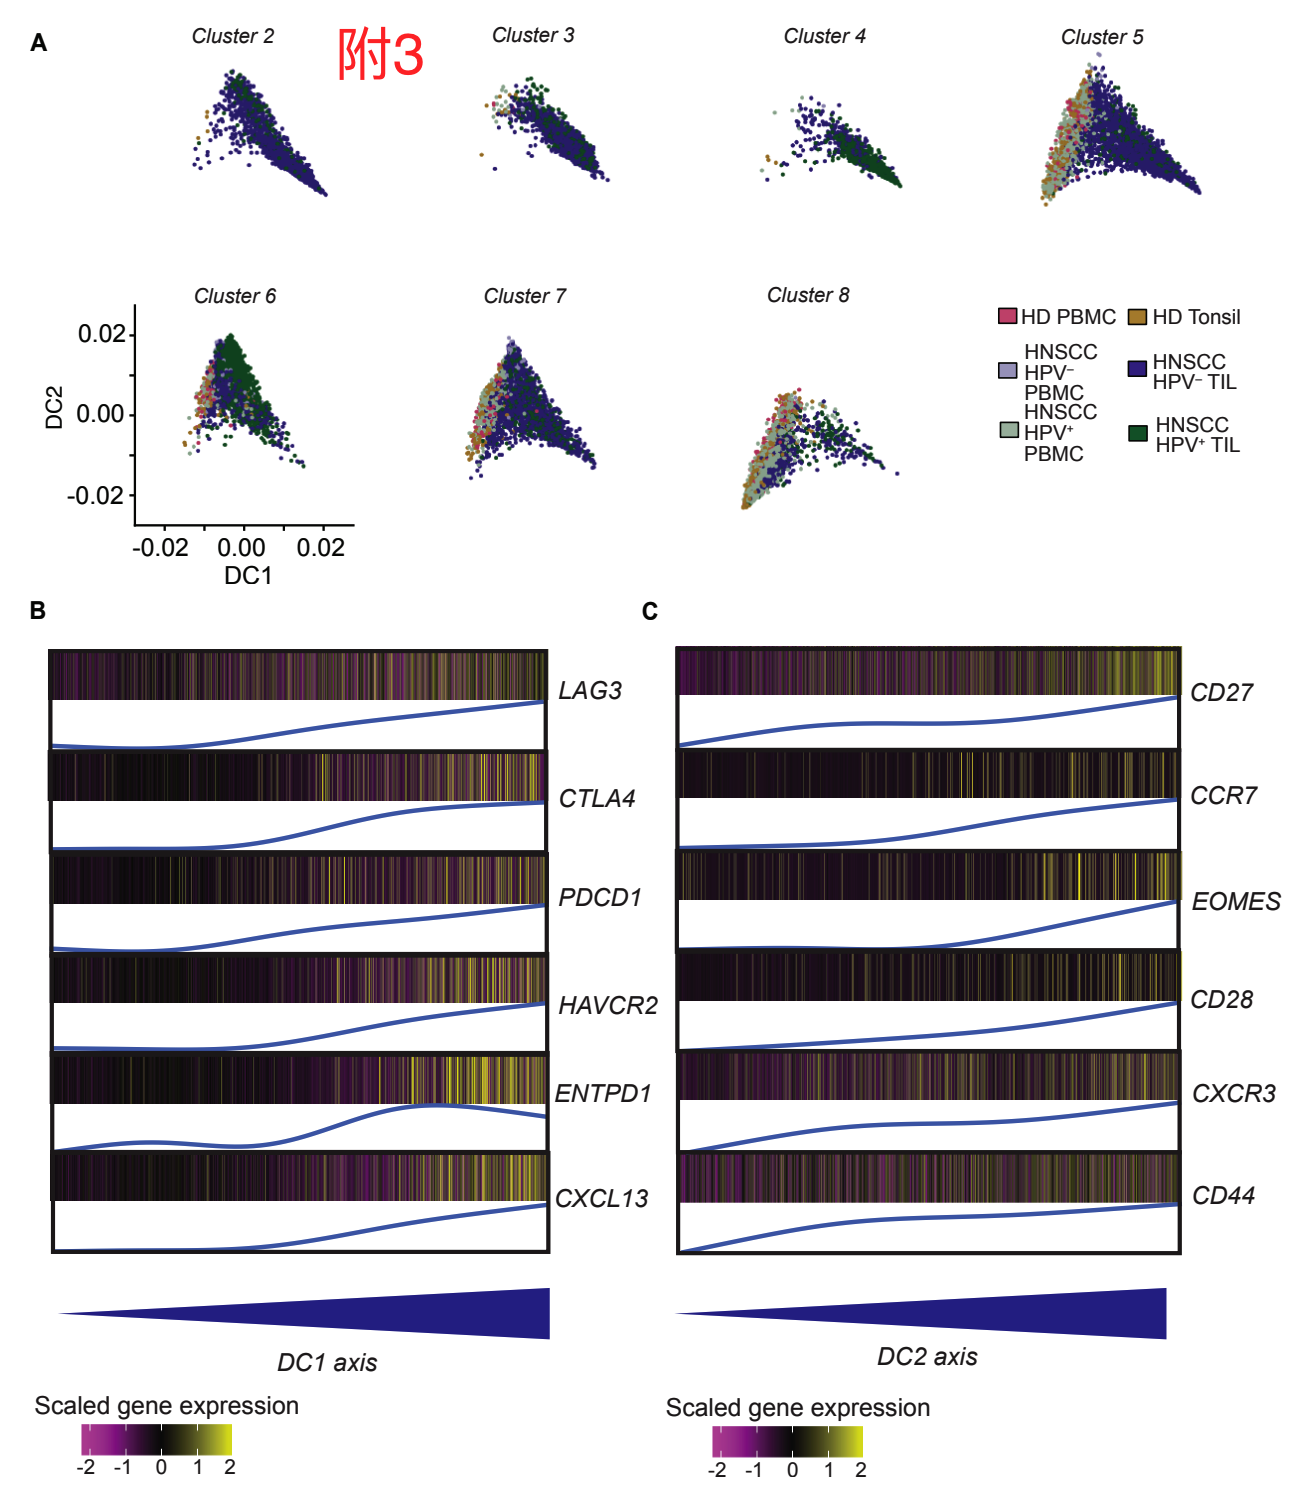 A
附3
Cluster 2
Cluster 3
Cluster 4
Cluster 5
Cluster 6
Cluster 7
Cluster 8
0.02
0.00
-0.02
DC2
-0.02 0.00 0.02
DC1
HD PBMC
HNSCC
HPV–
PBMC
HNSCC
HPV+
PBMC
HD Tonsil
HNSCC
HPV– TIL
HNSCC
HPV+ TIL
B
LAG3
CTLA4
PDCD1
HAVCR2
ENTPD1
CXCL13
DC1 axis
Scaled gene expression
-2 -1 0 1 2
C
CD27
CCR7
EOMES
CD28
CXCR3
CD44
DC2 axis
Scaled gene expression
-2 -1 0 1 2